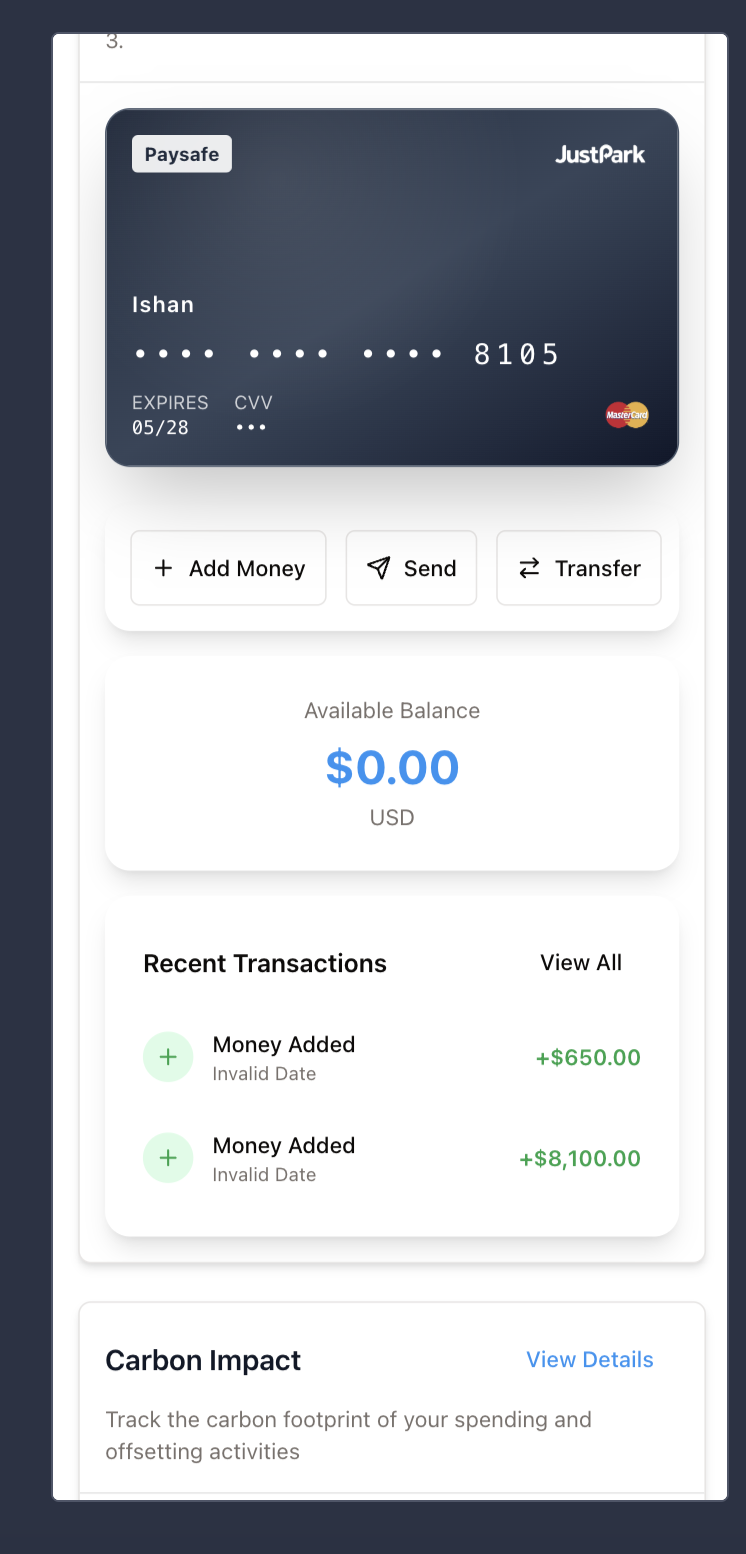 3.
Paysafe
JustPark
Ishan
•••• •••• •••• 8105
EXPIRES CVV
05/28 •••
MasterCard
Add Money
Send
Transfer
Available Balance
$0.00
USD
Recent Transactions
View All
Money Added
+$650.00
Invalid Date
Money Added
+$8,100.00
Invalid Date
Carbon Impact
View Details
Track the carbon footprint of your spending and
offsetting activities